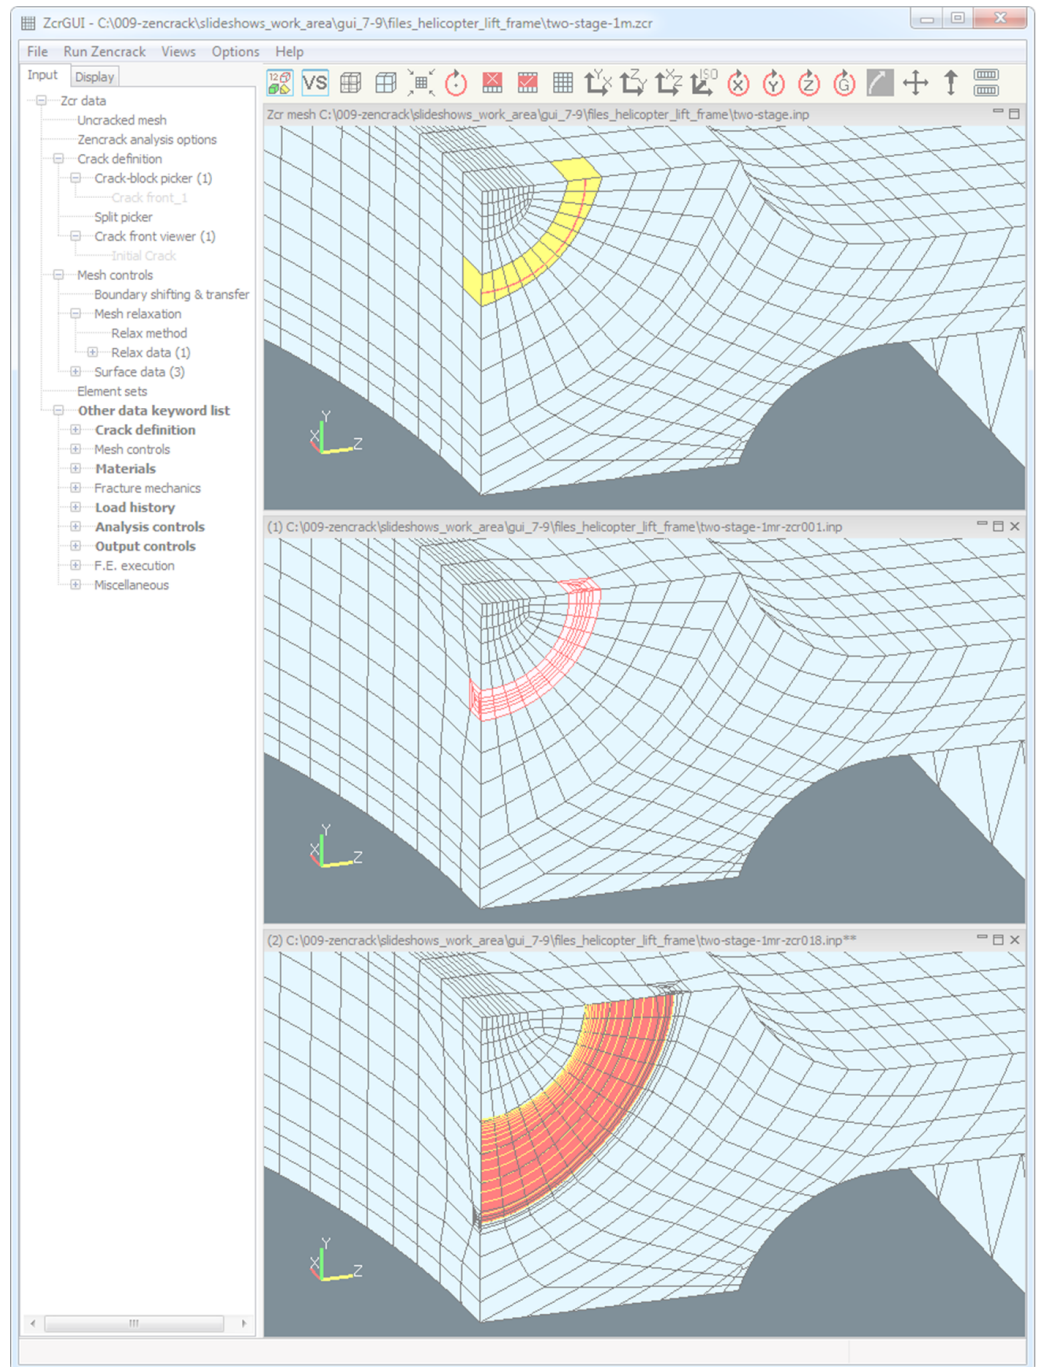 ZcrGUI - C:\009-zencrack\slideshows_work_area\gui_7-9\files_helicopter_lift_frame\two-stage-1m.zcr
File Run Zencrack Views Options Help
Input Display
Zcr data
Uncracked mesh
Zencrack analysis options
Crack definition
Crack-block picker (1)
Crack front_1
Split picker
Crack front viewer (1)
Initial Crack
Mesh controls
Boundary shifting & transfer
Mesh relaxation
Relax method
Relax data (1)
Surface data (3)
Element sets
Other data keyword list
Crack definition
Mesh controls
Materials
Fracture mechanics
Load history
Analysis controls
Output controls
F.E. execution
Miscellaneous
12 VS Y X Z Y X Z ISO X Y Z G
Zcr mesh C:\009-zencrack\slideshows_work_area\gui_7-9\files_helicopter_lift_frame\two-stage.inp
Y
X Z
(1) C:\009-zencrack\slideshows_work_area\gui_7-9\files_helicopter_lift_frame\two-stage-1mr-zcr001.inp
Y
X Z
(2) C:\009-zencrack\slideshows_work_area\gui_7-9\files_helicopter_lift_frame\two-stage-1mr-zcr018.inp**
Y
X Z